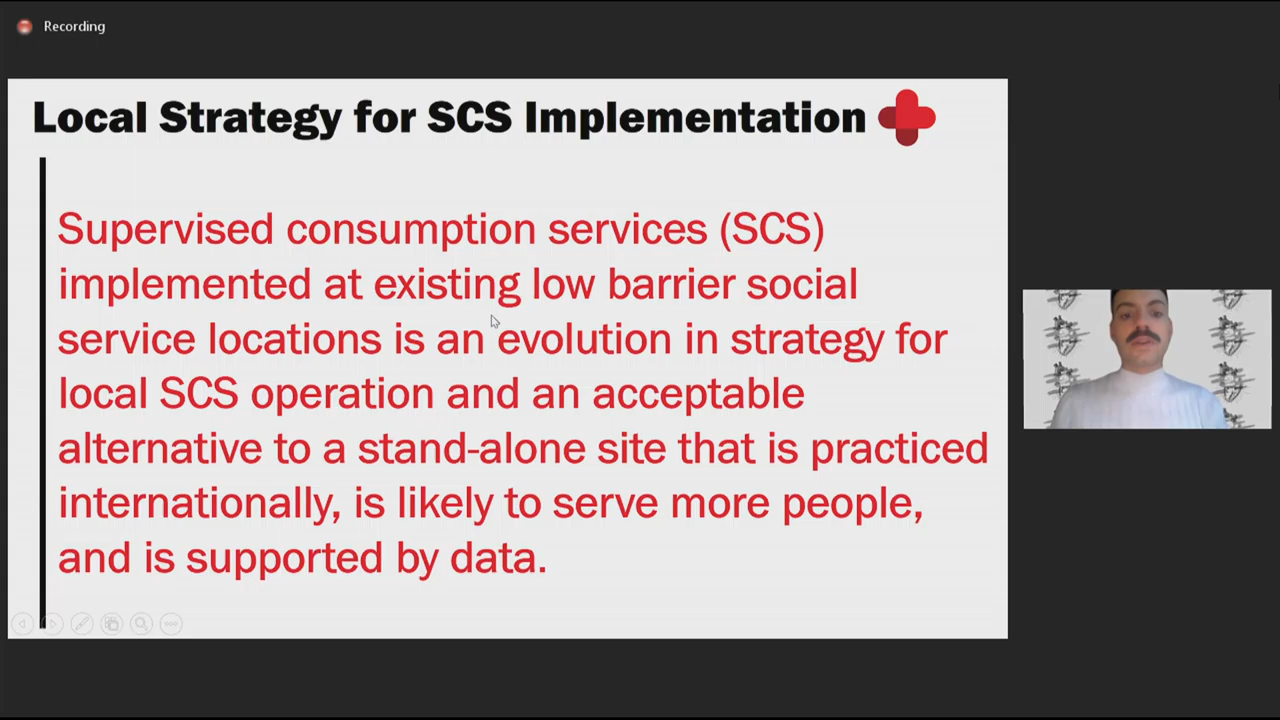 Recording
Local Strategy for SCS Implementation
Supervised consumption services (SCS)
implemented at existing low barrier social
service locations is an evolution in strategy for
local SCS operation and an acceptable
alternative to a stand-alone site that is practiced
internationally, is likely to serve more people,
and is supported by data.